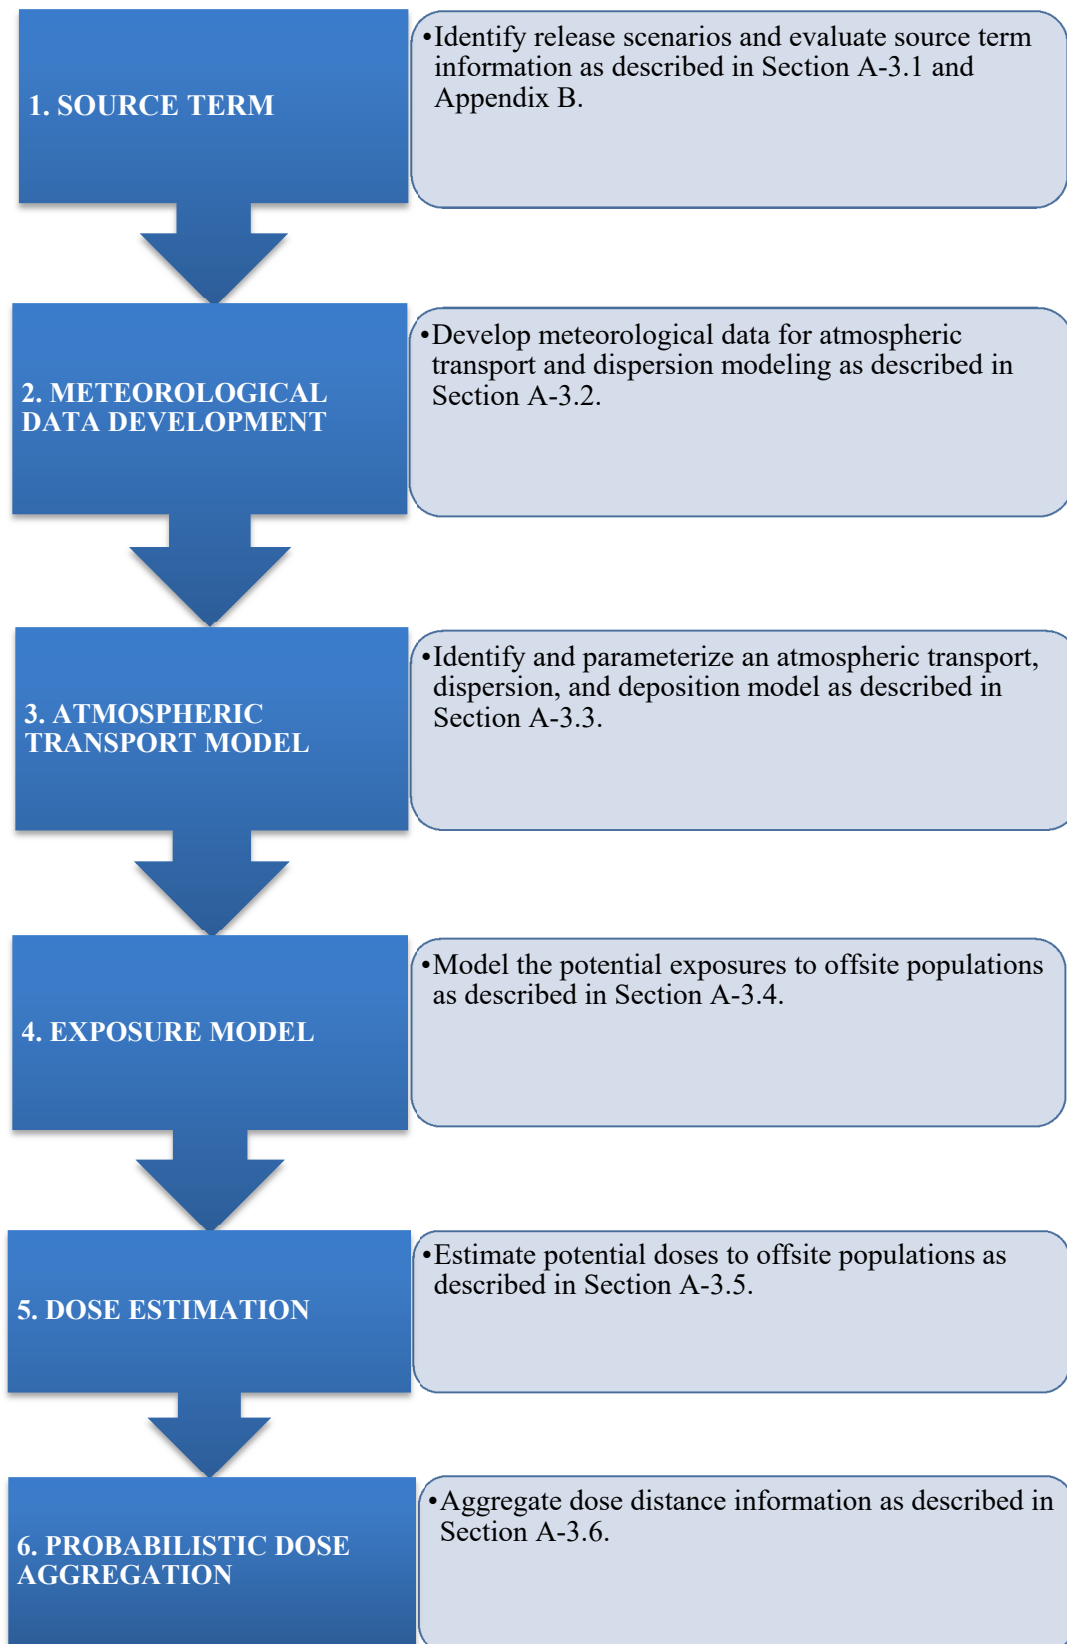 1. SOURCE TERM
•Identify release scenarios and evaluate source term
information as described in Section A-3.1 and
Appendix B.
2. METEOROLOGICAL
DATA DEVELOPMENT
•Develop meteorological data for atmospheric
transport and dispersion modeling as described in
Section A-3.2.
3. ATMOSPHERIC
TRANSPORT MODEL
•Identify and parameterize an atmospheric transport,
dispersion, and deposition model as described in
Section A-3.3.
4. EXPOSURE MODEL
•Model the potential exposures to offsite populations
as described in Section A-3.4.
5. DOSE ESTIMATION
•Estimate potential doses to offsite populations as
described in Section A-3.5.
6. PROBABILISTIC DOSE
AGGREGATION
•Aggregate dose distance information as described in
Section A-3.6.